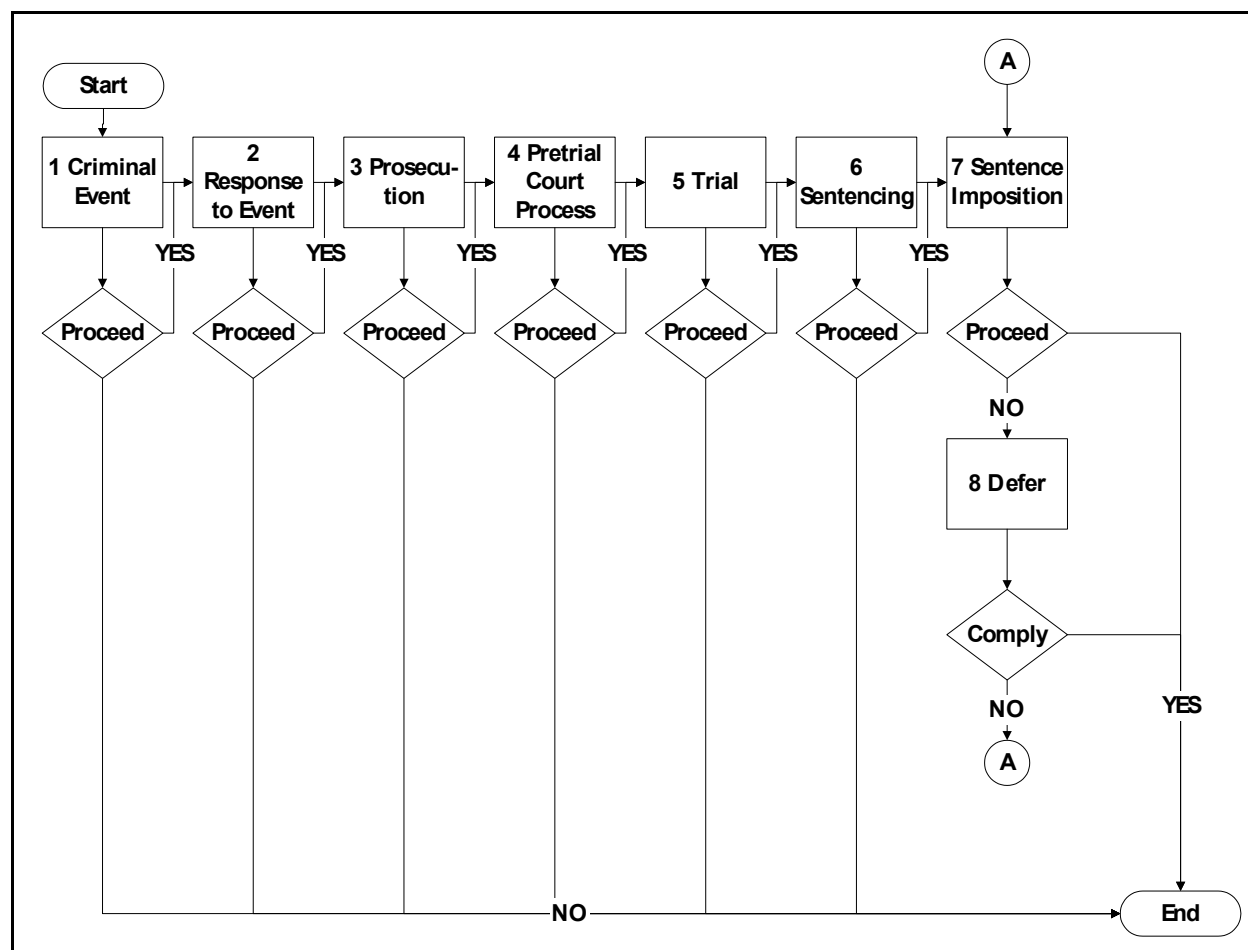 A
Start
1 Criminal
Event
2
Response
to Event
3 Prosecu-
tion
4 Pretrial
Court
Process
5 Trial
6
Sentencing
7 Sentence
Imposition
YES
YES
YES
YES
YES
YES
Proceed
Proceed
Proceed
Proceed
Proceed
Proceed
Proceed
NO
8 Defer
Comply
NO
YES
A
NO
End